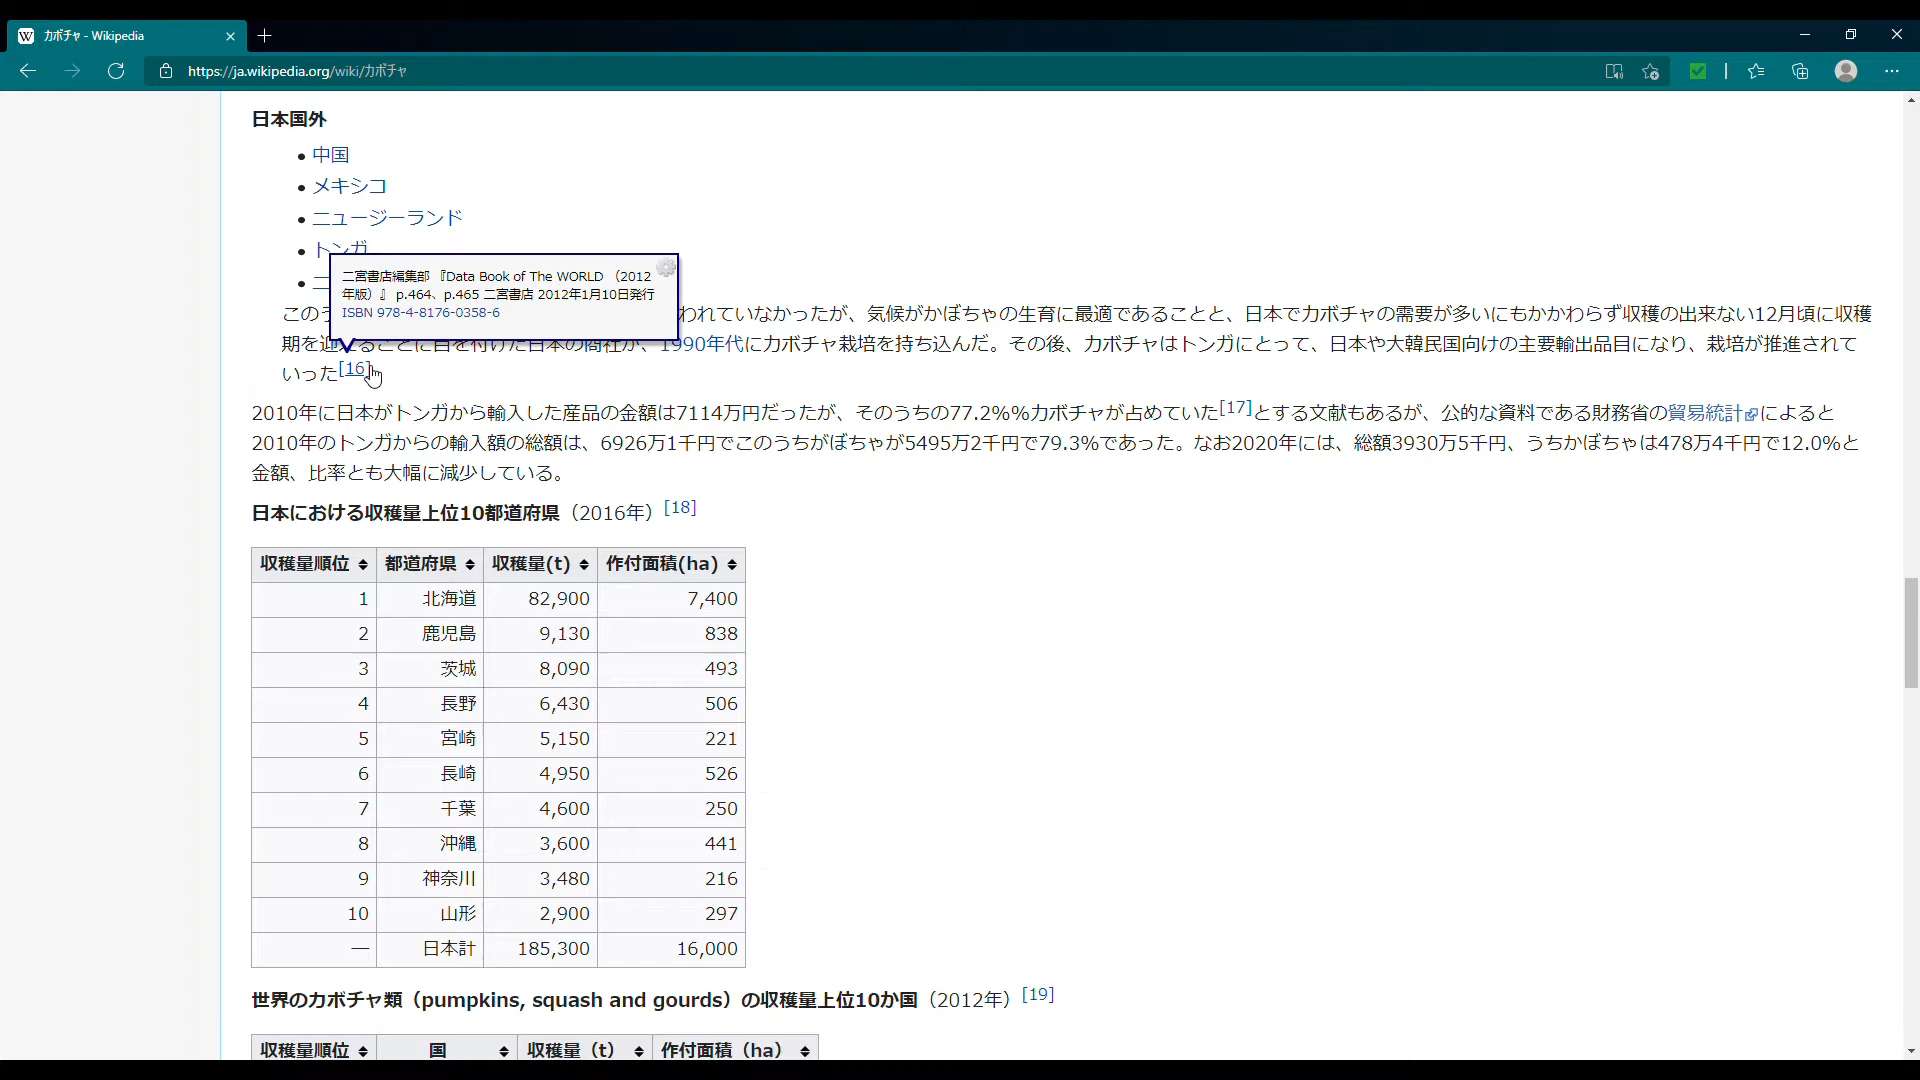 カボチャ - Wikipedia
https://ja.wikipedia.org/wiki/カボチャ
日本国外
中国
メキシコ
ニュージーランド
トンガ
二宮書店編集部 『Data Book of The WORLD （2012
年版）』 p.464、p.465 二宮書店 2012年1月10日発行
ISBN 978-4-8176-0358-6
このわれていなかったが、気候がかぼちゃの生育に最適であることと、日本でカボチャの需要が多いにもかかわらず収穫の出来ない12月頃に収穫
期を迎えることに目を付けた日本の商社が、1990年代にカボチャ栽培を持ち込んだ。その後、カボチャはトンガにとって、日本や大韓民国向けの主要輸出品目になり、栽培が推進されて
いった[16]
2010年に日本がトンガから輸入した産品の金額は7114万円だったが、そのうちの77.2%%カボチャが占めていた[17]とする文献もあるが、公的な資料である財務省の貿易統計によると
2010年のトンガからの輸入額の総額は、6926万1千円でこのうちがぼちゃが5495万2千円で79.3%であった。なお2020年には、総額3930万5千円、うちかぼちゃは478万4千円で12.0%と
金額、比率とも大幅に減少している。
日本における収穫量上位10都道府県（2016年）[18]
収穫量順位 都道府県 収穫量(t) 作付面積(ha)
1 北海道 82,900 7,400
2 鹿児島 9,130 838
3 茨城 8,090 493
4 長野 6,430 506
5 宮崎 5,150 221
6 長崎 4,950 526
7 千葉 4,600 250
8 沖縄 3,600 441
9 神奈川 3,480 216
10 山形 2,900 297
— 日本計 185,300 16,000
世界のカボチャ類（pumpkins, squash and gourds）の収穫量上位10か国（2012年）[19]
収穫量順位 国 収穫量（t） 作付面積（ha）